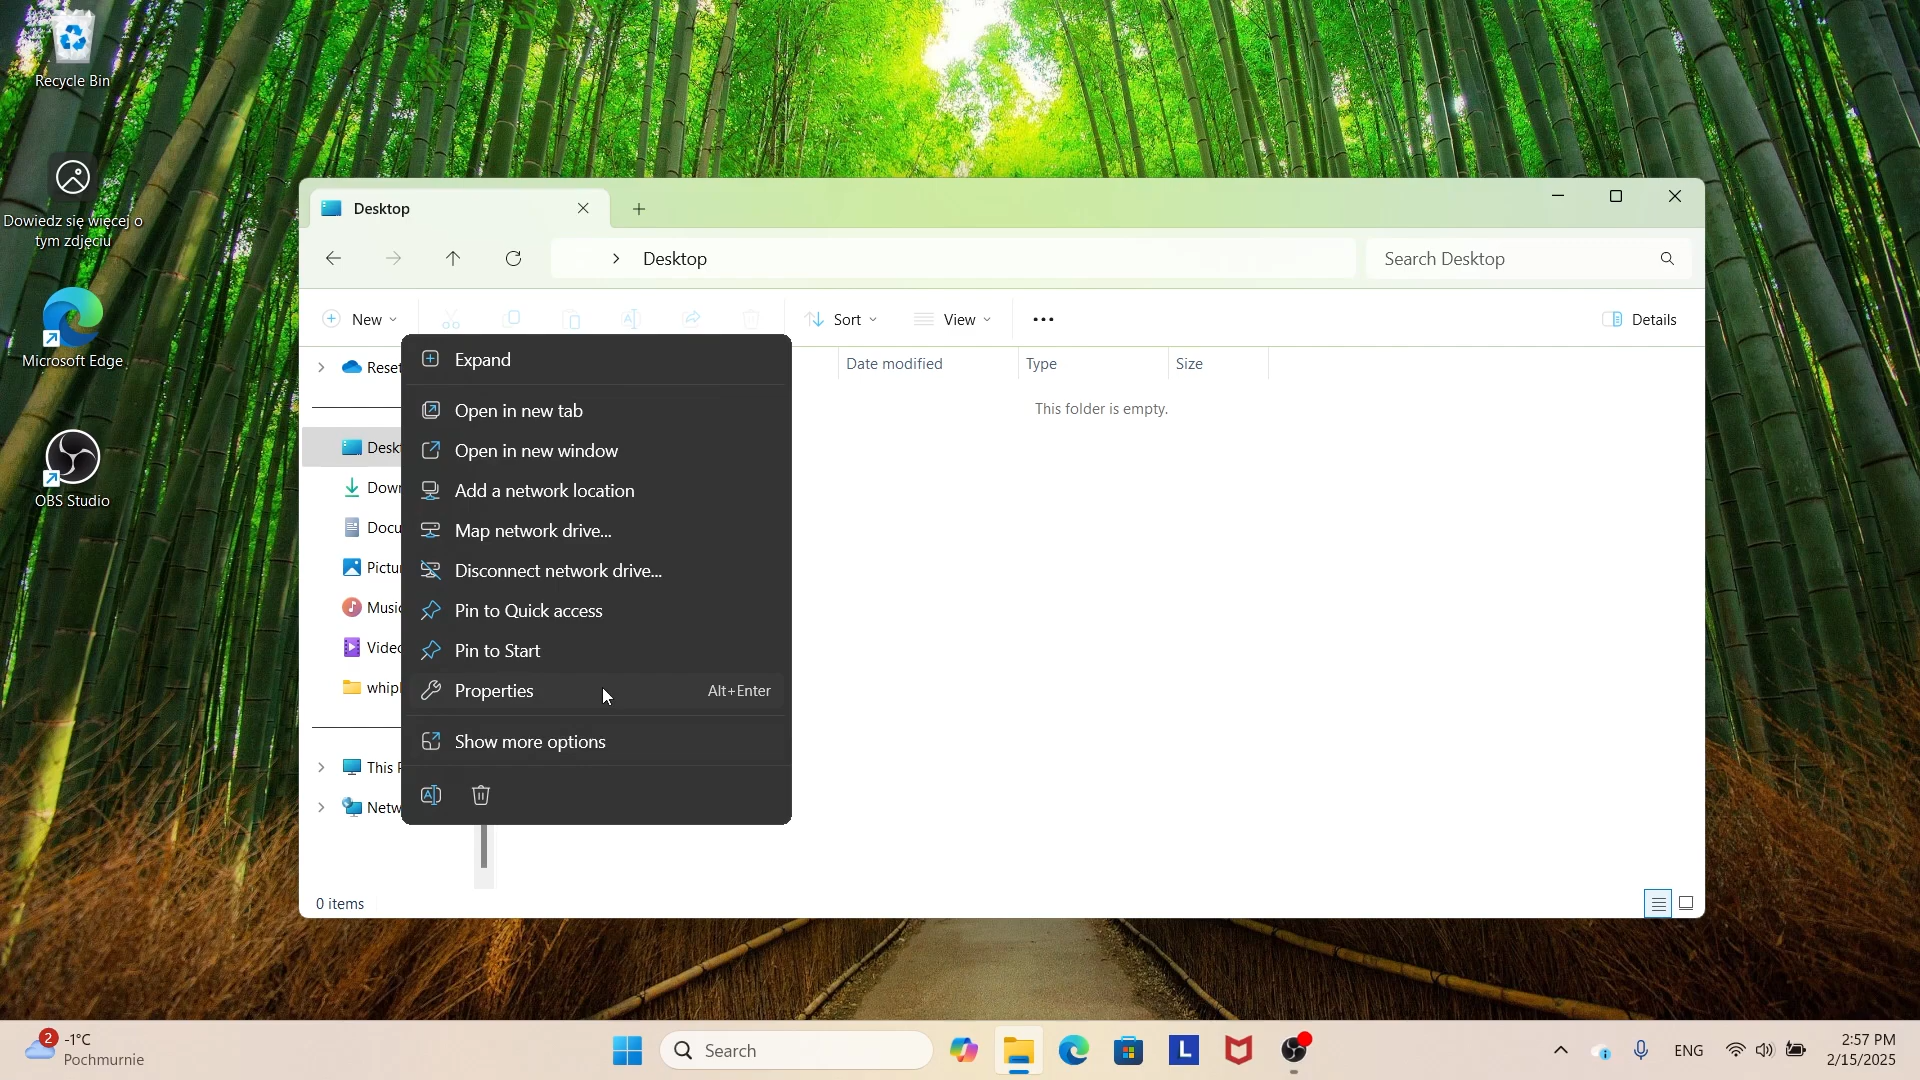 Recycle Bin
Dowiedz się więcej o
tym zdjęciu
Microsoft Edge
OBS Studio
Desktop
Desktop
Search Desktop
New
Sort
View
Details
Date modified
Type
Size
This folder is empty.
Reset
Deskt
Down
Docu
Pictu
Music
Video
whip
This P
Netw
Expand
Open in new tab
Open in new window
Add a network location
Map network drive...
Disconnect network drive...
Pin to Quick access
Pin to Start
Properties Alt+Enter
Show more options
0 items
2
-1°C
Pochmurnie
Search
L
ENG
2:57 PM
2/15/2025